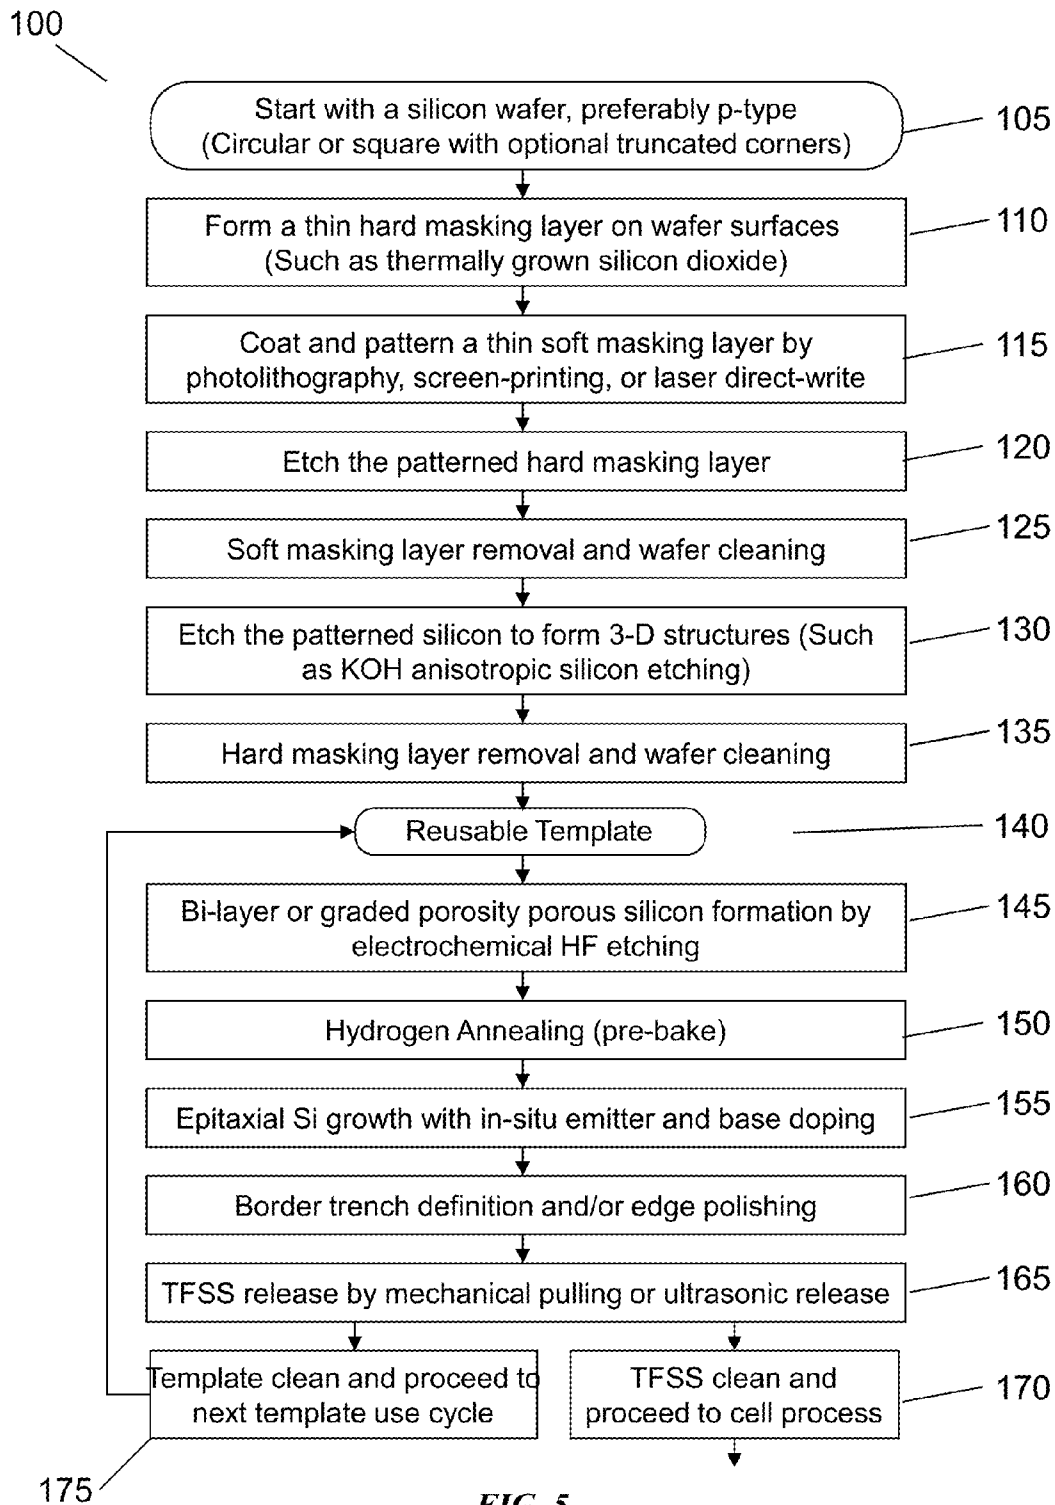 100
Start with a silicon wafer, preferably p-type
(Circular or square with optional truncated corners)
105
Form a thin hard masking layer on wafer surfaces
(Such as thermally grown silicon dioxide)
110
Coat and pattern a thin soft masking layer by
photolithography, screen-printing, or laser direct-write
115
Etch the patterned hard masking layer
120
Soft masking layer removal and wafer cleaning
125
Etch the patterned silicon to form 3-D structures (Such
as KOH anisotropic silicon etching)
130
Hard masking layer removal and wafer cleaning
135
Reusable Template
140
Bi-layer or graded porosity porous silicon formation by
electrochemical HF etching
145
Hydrogen Annealing (pre-bake)
150
Epitaxial Si growth with in-situ emitter and base doping
155
Border trench definition and/or edge polishing
160
TFSS release by mechanical pulling or ultrasonic release
165
Template clean and proceed to
next template use cycle
175
TFSS clean and
proceed to cell process
170
FIG. 5